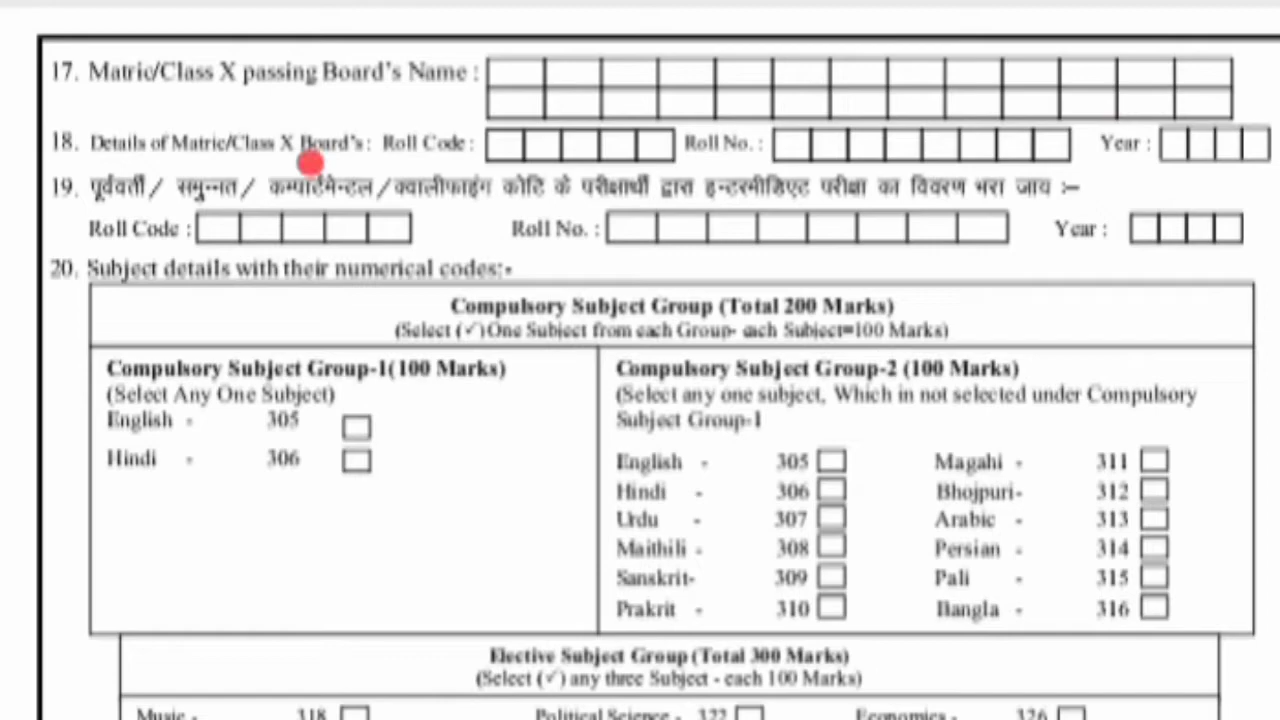 17. Matric/Class X passing Board's Name :
18. Details of Matric/Class X Board's : Roll Code : Roll No. : Year :
19. पूर्ववर्ती / समुन्नत / कम्पार्टमेन्टल / क्वालीफाइंग कोटि के परीक्षार्थी द्वारा इन्टरमीडिएट परीक्षा का विवरण भरा जाय :–
Roll Code : Roll No. : Year :
20. Subject details with their numerical codes:-
Compulsory Subject Group (Total 200 Marks)
(Select (✓) One Subject from each Group- each Subject=100 Marks)
Compulsory Subject Group-1(100 Marks)
(Select Any One Subject)
English - 305
Hindi - 306
Compulsory Subject Group-2 (100 Marks)
(Select any one subject, Which in not selected under Compulsory
Subject Group-1
English - 305 Magahi - 311
Hindi - 306 Bhojpuri- 312
Urdu - 307 Arabic - 313
Maithili - 308 Persian - 314
Sanskrit- 309 Pali - 315
Prakrit - 310 Bangla - 316
Elective Subject Group (Total 300 Marks)
(Select (✓) any three Subject - each 100 Marks)
Music - 318 Political Science - 322 Economics - 326